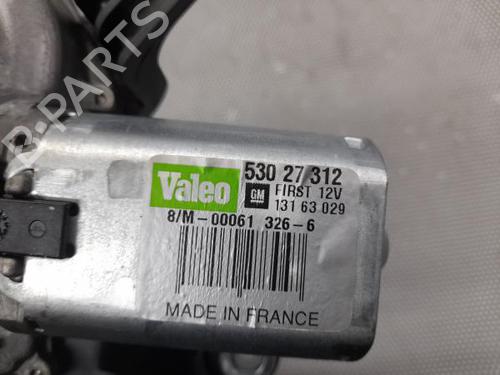 B-PARTS
Valeo
530 27 312
GM FIRST 12V
131 63 029
8/M-00061 326-6
MADE IN FRANCE